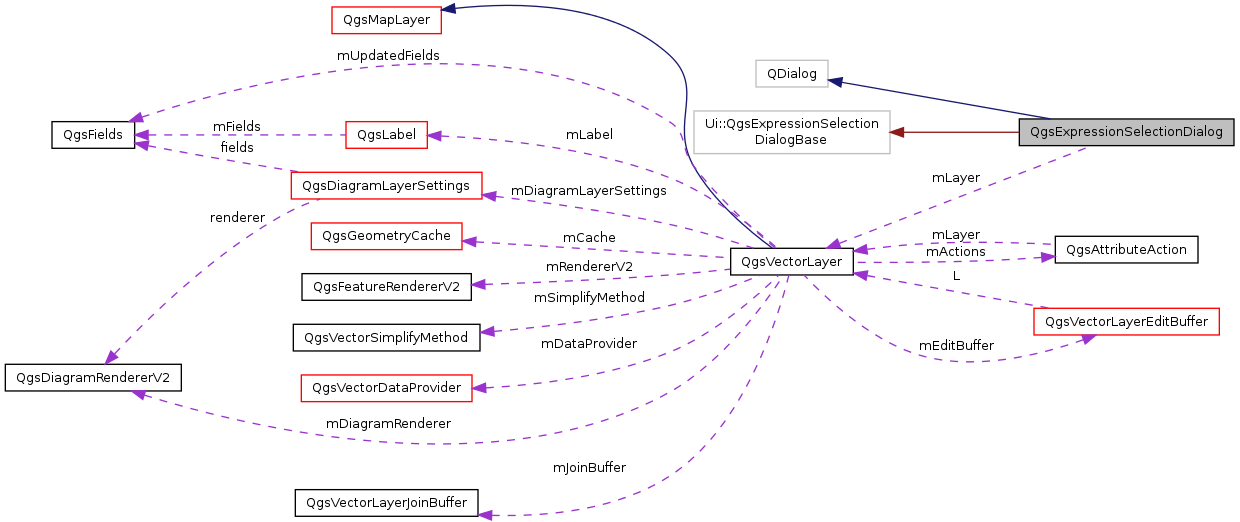 QgsMapLayer
mUpdatedFields
QDialog
QgsFields
mFields
QgsLabel
mLabel
Ui::QgsExpressionSelection
DialogBase
QgsExpressionSelectionDialog
fields
QgsDiagramLayerSettings
mDiagramLayerSettings
mLayer
renderer
QgsGeometryCache
mCache
QgsVectorLayer
mLayer
mActions
QgsAttributeAction
mRendererV2
QgsFeatureRendererV2
L
mSimplifyMethod
QgsVectorSimplifyMethod
QgsVectorLayerEditBuffer
mDataProvider
mEditBuffer
QgsDiagramRendererV2
QgsVectorDataProvider
mDiagramRenderer
mJoinBuffer
QgsVectorLayerJoinBuffer